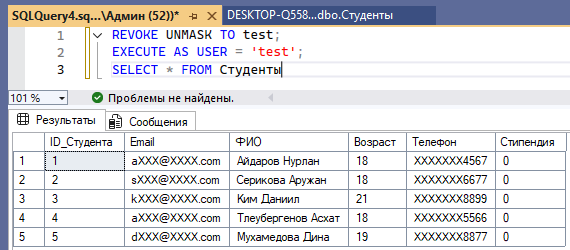 SQLQuery4.sq...\Админ (52))* DESKTOP-Q558...dbo.Студенты
1 REVOKE UNMASK TO test;
2 EXECUTE AS USER = 'test';
3 SELECT * FROM Студенты
101 % Проблемы не найдены.
Результаты Сообщения
ID_Студента Email ФИО Возраст Телефон Стипендия
1 1 aXXX@XXXX.com Айдаров Нурлан 18 XXXXXXX4567 0
2 2 sXXX@XXXX.com Серикова Аружан 18 XXXXXXX6677 0
3 3 kXXX@XXXX.com Ким Даниил 21 XXXXXXX8899 0
4 4 aXXX@XXXX.com Тлеубергенов Асхат 18 XXXXXXX5566 0
5 5 dXXX@XXXX.com Мухамедова Дина 19 XXXXXXX8877 0